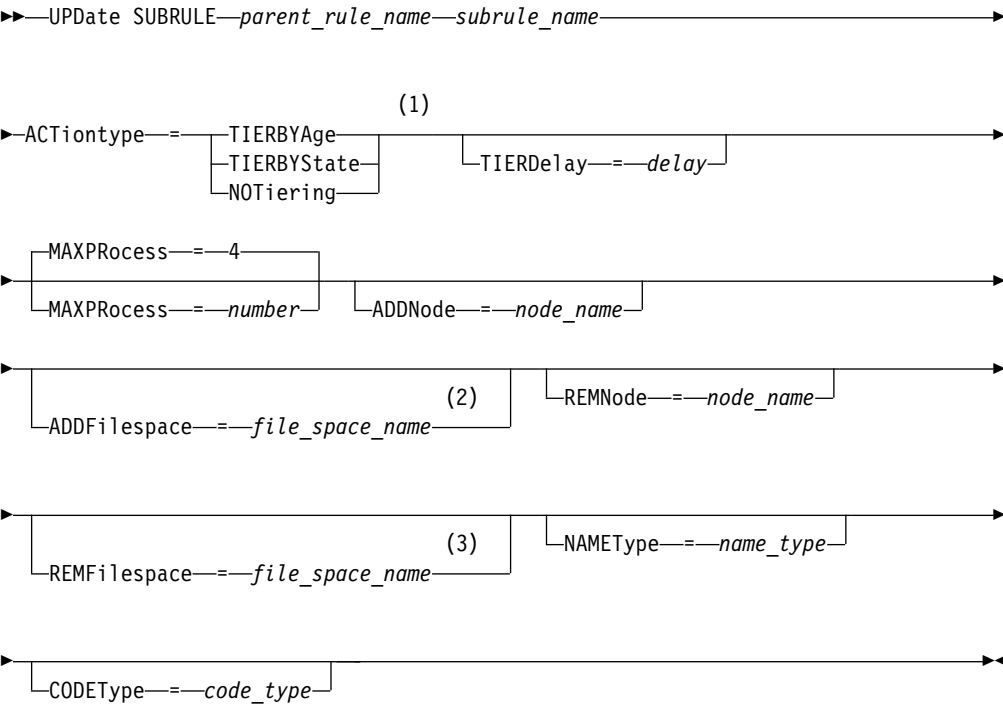 UPDate SUBRULE parent_rule_name subrule_name
(1)
ACTiontype = TIERBYAge
TIERBYState
NOTiering
TIERDelay = delay
MAXPRocess = 4
MAXPRocess = number
ADDNode = node_name
(2)
ADDFilespace = file_space_name
REMNode = node_name
(3)
REMFilespace = file_space_name
NAMEType = name_type
CODEType = code_type